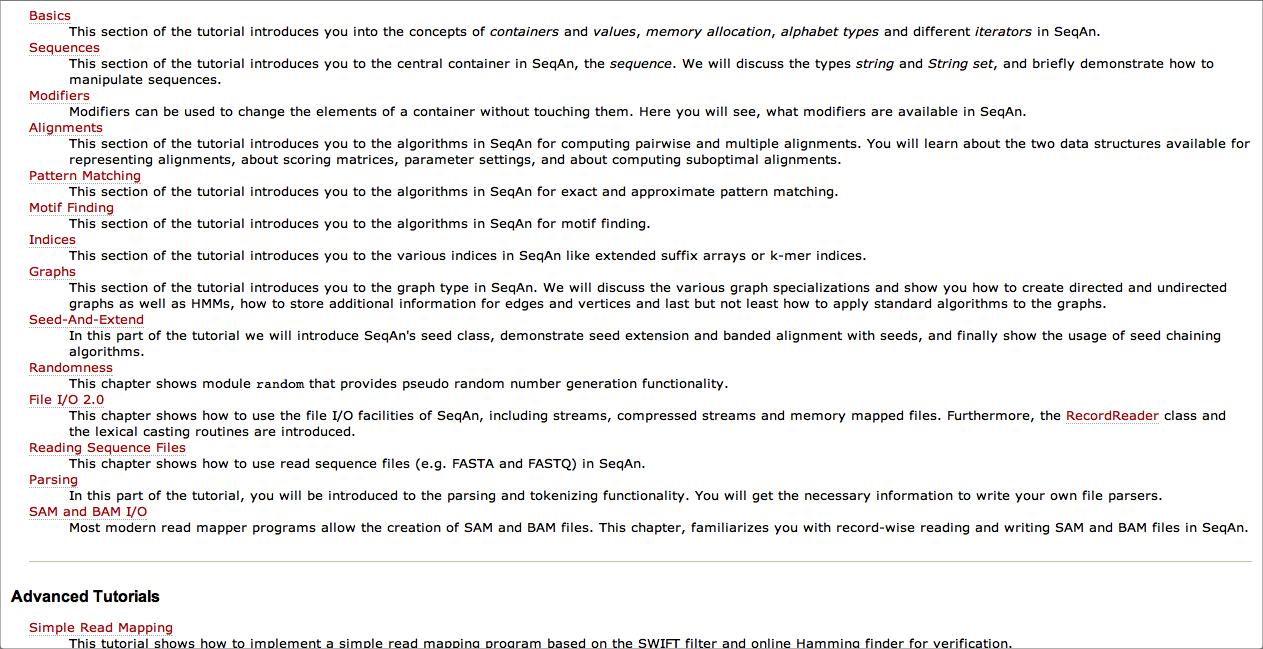 Basics
This section of the tutorial introduces you into the concepts of containers and values, memory allocation, alphabet types and different iterators in SeqAn.
Sequences
This section of the tutorial introduces you to the central container in SeqAn, the sequence. We will discuss the types string and String set, and briefly demonstrate how to
manipulate sequences.
Modifiers
Modifiers can be used to change the elements of a container without touching them. Here you will see, what modifiers are available in SeqAn.
Alignments
This section of the tutorial introduces you to the algorithms in SeqAn for computing pairwise and multiple alignments. You will learn about the two data structures available for
representing alignments, about scoring matrices, parameter settings, and about computing suboptimal alignments.
Pattern Matching
This section of the tutorial introduces you to the algorithms in SeqAn for exact and approximate pattern matching.
Motif Finding
This section of the tutorial introduces you to the algorithms in SeqAn for motif finding.
Indices
This section of the tutorial introduces you to the various indices in SeqAn like extended suffix arrays or k-mer indices.
Graphs
This section of the tutorial introduces you to the graph type in SeqAn. We will discuss the various graph specializations and show you how to create directed and undirected
graphs as well as HMMs, how to store additional information for edges and vertices and last but not least how to apply standard algorithms to the graphs.
Seed-And-Extend
In this part of the tutorial we will introduce SeqAn's seed class, demonstrate seed extension and banded alignment with seeds, and finally show the usage of seed chaining
algorithms.
Randomness
This chapter shows module random that provides pseudo random number generation functionality.
File I/O 2.0
This chapter shows how to use the file I/O facilities of SeqAn, including streams, compressed streams and memory mapped files. Furthermore, the RecordReader class and
the lexical casting routines are introduced.
Reading Sequence Files
This chapter shows how to use read sequence files (e.g. FASTA and FASTQ) in SeqAn.
Parsing
In this part of the tutorial, you will be introduced to the parsing and tokenizing functionality. You will get the necessary information to write your own file parsers.
SAM and BAM I/O
Most modern read mapper programs allow the creation of SAM and BAM files. This chapter, familiarizes you with record-wise reading and writing SAM and BAM files in SeqAn.
Advanced Tutorials
Simple Read Mapping
This tutorial shows how to implement a simple read mapping program based on the SWIFT filter and online Hamming finder for verification.